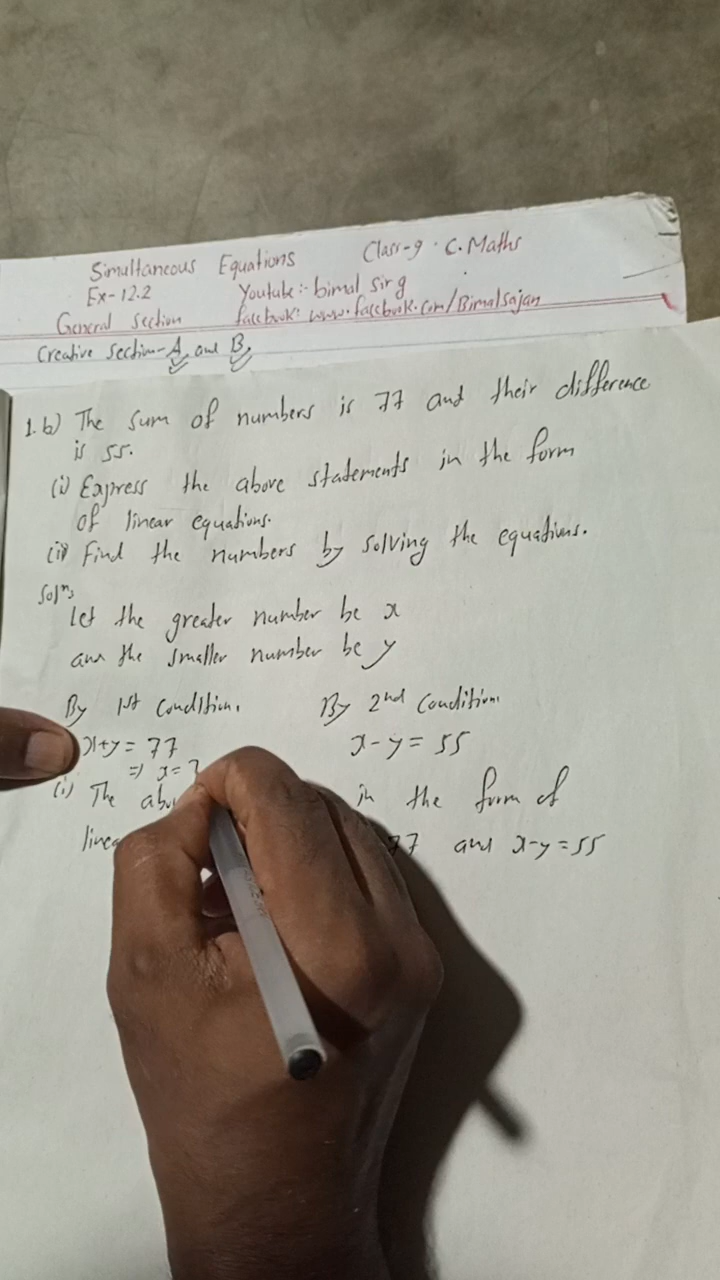 Simultaneous Equations Class-9 C. Maths
Ex-12.2 Youtube:- bimal sir g
General section facebook: www.facebook.com/Bimalsajan
Creative section-A and B,
1.b) The sum of numbers is 77 and their difference
is 55.
(i) Express the above statements in the form
of linear equations.
(ii) Find the numbers by solving the equations.
Solⁿ,
Let the greater number be x
and the smaller number be y
By 1st condition, By 2nd Condition,
x+y = 77 x-y = 55
=> x=7
(i) The in the form of
77 and x-y=55